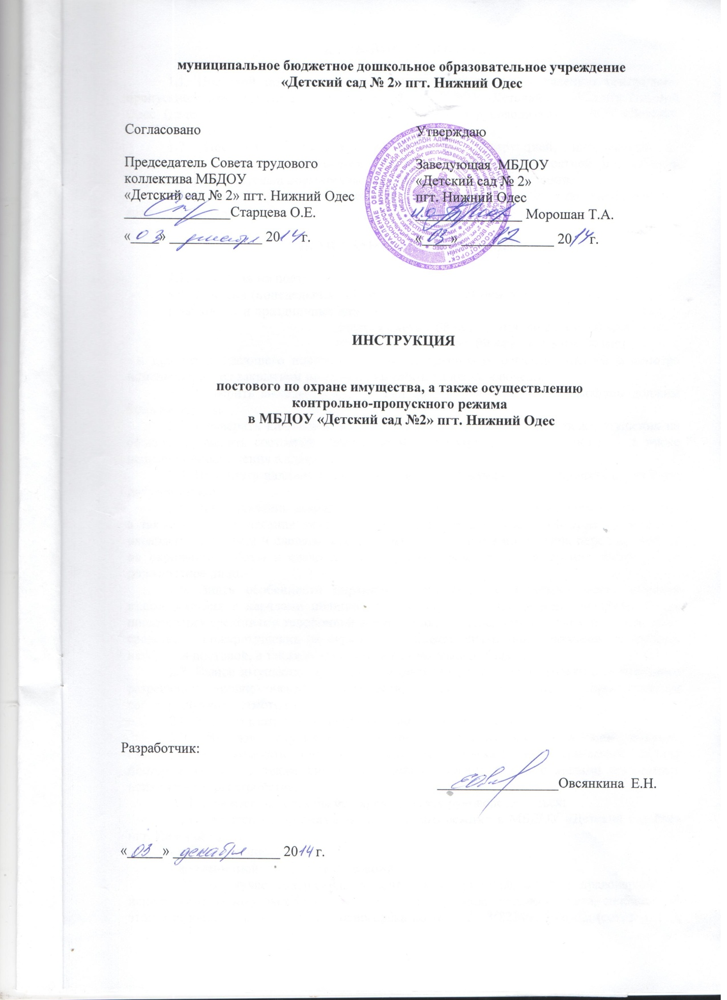 муниципальное бюджетное дошкольное образовательное учреждение
«Детский сад № 2» пгт. Нижний Одес
Согласовано
Председатель Совета трудового
коллектива МБДОУ
«Детский сад № 2» пгт. Нижний Одес
_______________Старцева О.Е.
«03» декабря 2014г.
Утверждаю
Заведующая МБДОУ
«Детский сад № 2»
пгт. Нижний Одес
и.о. _______________ Морошан Т.А.
«03» 12 2014г.
ИНСТРУКЦИЯ
постового по охране имущества, а также осуществлению
контрольно-пропускного режима
в МБДОУ «Детский сад №2» пгт. Нижний Одес
Разработчик:
_________________Овсянкина Е.Н.
«03» декабря 2014 г.